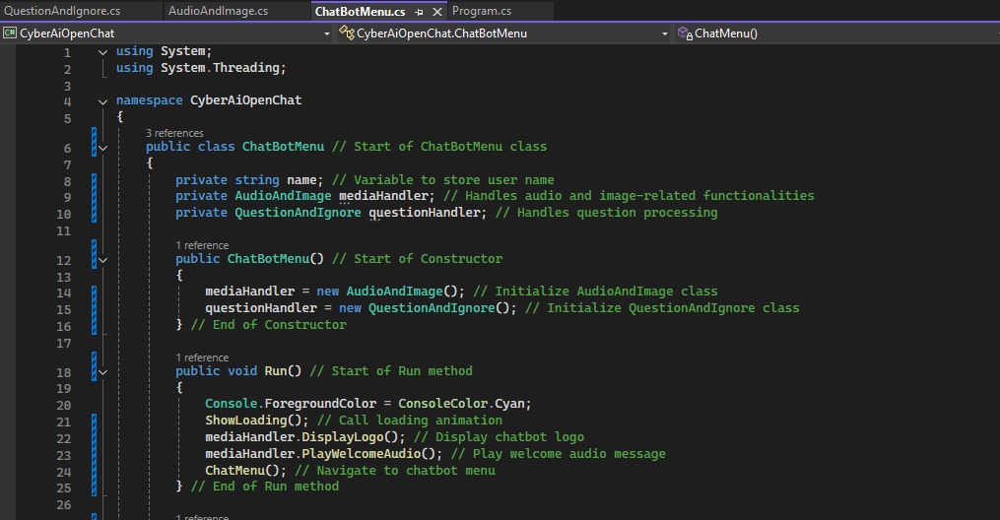 QuestionAndIgnore.cs AudioAndImage.cs ChatBotMenu.cs Program.cs
C# CyberAiOpenChat CyberAiOpenChat.ChatBotMenu ChatMenu()
1 using System;
2 using System.Threading;
3
4 namespace CyberAiOpenChat
5 {
3 references
6 public class ChatBotMenu // Start of ChatBotMenu class
7 {
8 private string name; // Variable to store user name
9 private AudioAndImage mediaHandler; // Handles audio and image-related functionalities
10 private QuestionAndIgnore questionHandler; // Handles question processing
11
1 reference
12 public ChatBotMenu() // Start of Constructor
13 {
14 mediaHandler = new AudioAndImage(); // Initialize AudioAndImage class
15 questionHandler = new QuestionAndIgnore(); // Initialize QuestionAndIgnore class
16 } // End of Constructor
17
1 reference
18 public void Run() // Start of Run method
19 {
20 Console.ForegroundColor = ConsoleColor.Cyan;
21 ShowLoading(); // Call loading animation
22 mediaHandler.DisplayLogo(); // Display chatbot logo
23 mediaHandler.PlayWelcomeAudio(); // Play welcome audio message
24 ChatMenu(); // Navigate to chatbot menu
25 } // End of Run method
26
1 reference